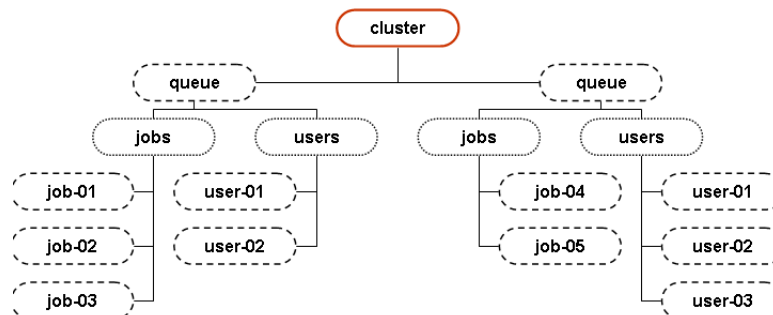 cluster
queue
queue
jobs
users
jobs
users
job-01
user-01
job-04
user-01
job-02
user-02
job-05
user-02
job-03
user-03